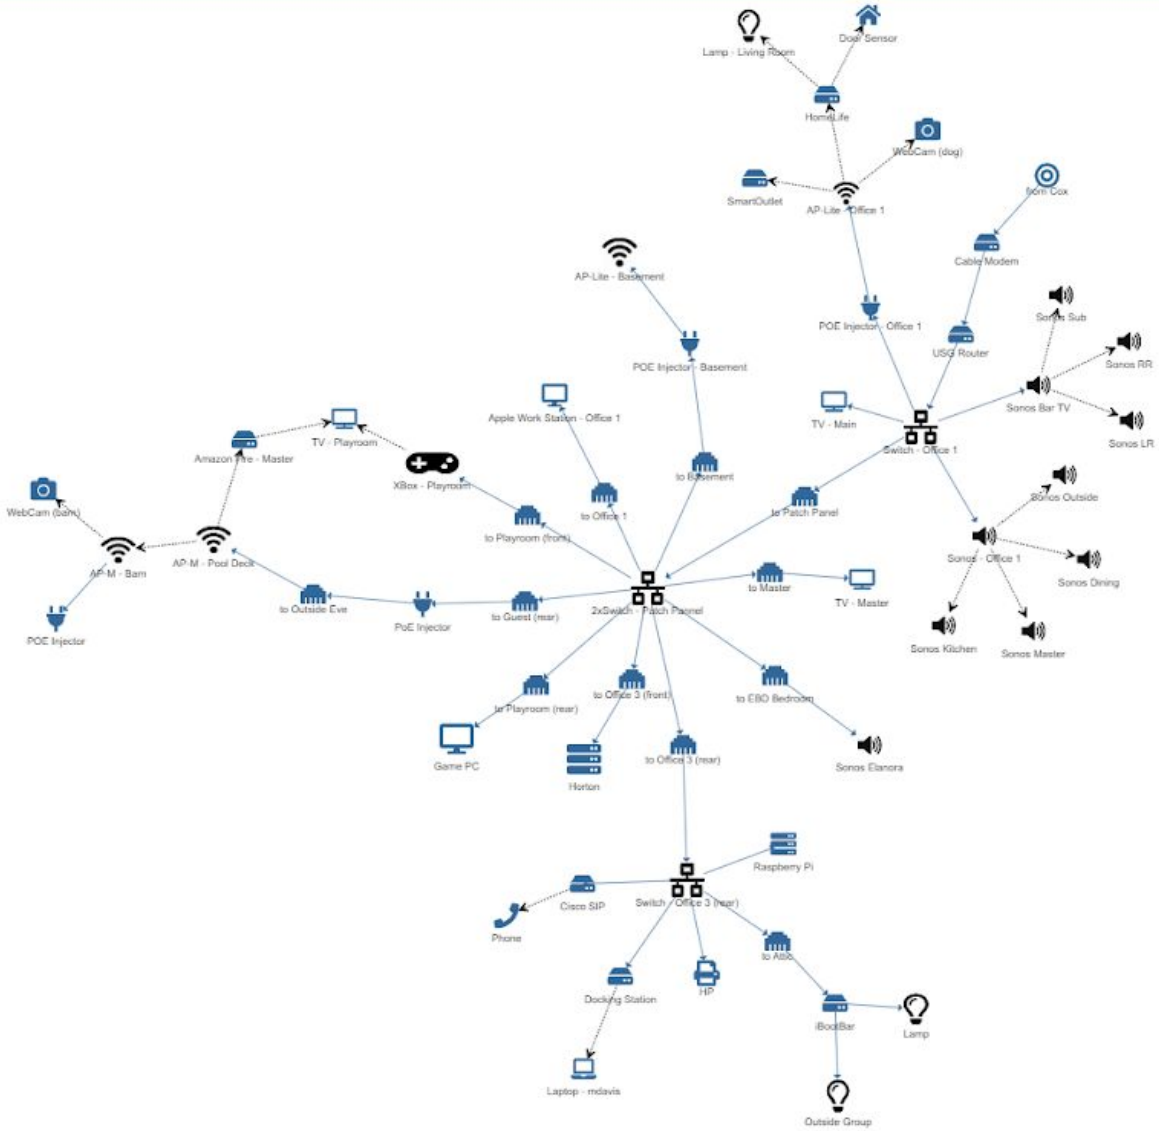 Lamp - Living Room
Door Sensor
HomeLife
WebCam (dog)
SmartOutlet
AP-Lite - Office 1
from Cox
Cable Modem
AP-Lite - Basement
POE Injector - Office 1
Sonos Sub
USG Router
Sonos RR
POE Injector - Basement
Sonos Bar TV
Apple Work Station - Office 1
TV - Main
Sonos LR
TV - Playroom
Switch - Office 1
Amazon Fire - Master
XBox - Playroom
to Basement
Sonos Outside
WebCam (barn)
to Office 1
to Patch Panel
to Playroom (front)
Sonos - Office 1
AP-M - Pool Deck
AP-M - Barn
Sonos Dining
to Master
TV - Master
to Outside Eve
to Guest (rear)
2xSwitch - Patch Pannel
PoE Injector
POE Injector
Sonos Kitchen
Sonos Master
to Office 3 (front)
to EBD Bedroom
to Playroom (rear)
to Office 3 (rear)
Game PC
Sonos Elanora
Horton
Raspberry Pi
Cisco SIP
Switch - Office 3 (rear)
Phone
to Attic
Docking Station
HP
iBootBar
Lamp
Laptop - mdavis
Outside Group